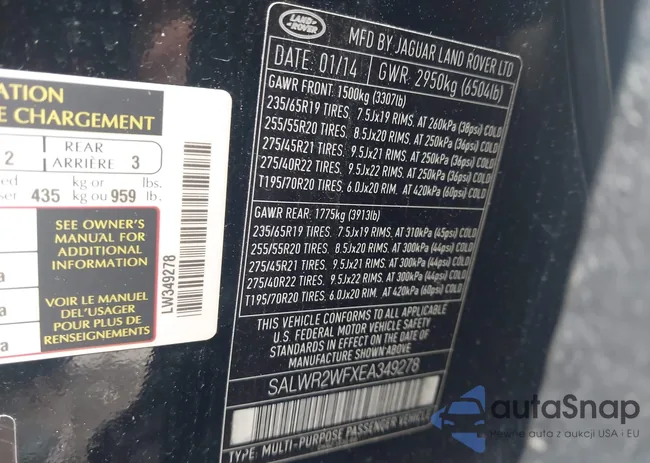 ATION
E CHARGEMENT
2
REAR
ARRIÈRE
3
435
kg or
kg ou
959
lbs.
lb.
SEE OWNER'S
MANUAL FOR
ADDITIONAL
INFORMATION
VOIR LE MANUEL
DEL'USAGER
POUR PLUS DE
RENSEIGNEMENTS
LW349278
LAND
ROVER
MFD BY JAGUAR LAND ROVER LTD
DATE: 01/14
GWR: 2950kg (6504lb)
GAWR FRONT: 1500kg (3307lb)
235/65R19 TIRES, 7.5Jx19 RIMS, AT 260kPa (38psi) COLD
255/55R20 TIRES, 8.5Jx20 RIMS, AT 250kPa (36psi) COLD
275/45R21 TIRES, 9.5Jx21 RIMS, AT 250kPa (36psi) COLD
275/40R22 TIRES, 9.5Jx22 RIMS, AT 250kPa (36psi) COLD
T195/70R20 TIRES, 6.0Jx20 RIM, AT 420kPa (60psi) COLD
GAWR REAR: 1775kg (3913lb)
235/65R19 TIRES, 7.5Jx19 RIMS, AT 310kPa (45psi) COLD
255/55R20 TIRES, 8.5Jx20 RIMS, AT 300kPa (44psi) COLD
275/45R21 TIRES, 9.5Jx21 RIMS, AT 300kPa (44psi) COLD
275/40R22 TIRES, 9.5Jx22 RIMS, AT 300kPa (44psi) COLD
T195/70R20 TIRES, 6.0Jx20 RIM, AT 420kPa (60psi) COLD
THIS VEHICLE CONFORMS TO ALL APPLICABLE
U.S. FEDERAL MOTOR VEHICLE SAFETY
STANDARDS IN EFFECT ON THE DATE OF
MANUFACTURE SHOWN ABOVE.
SALWR2WFXEA349278
TYPE: MULTI-PURPOSE PASSENGER VEHICLE
autaSnap
Pewne auta z aukcji USA i EU